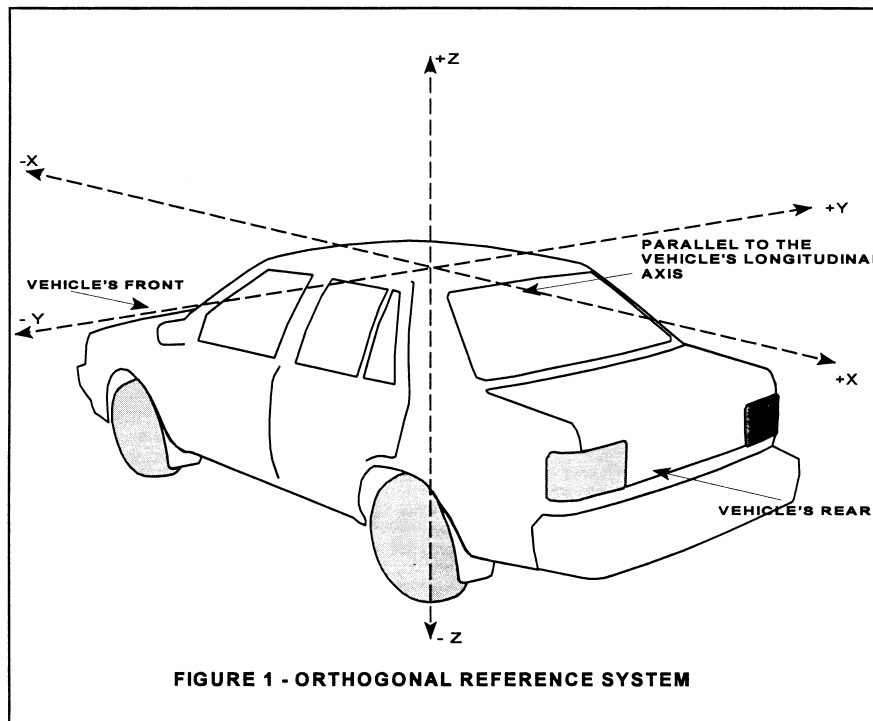 +Z
-X
+Y
PARALLEL TO THE
VEHICLE'S LONGITUDINAL
AXIS
VEHICLE'S FRONT
- Y
+X
VEHICLE'S REAR
- Z
FIGURE 1 - ORTHOGONAL REFERENCE SYSTEM